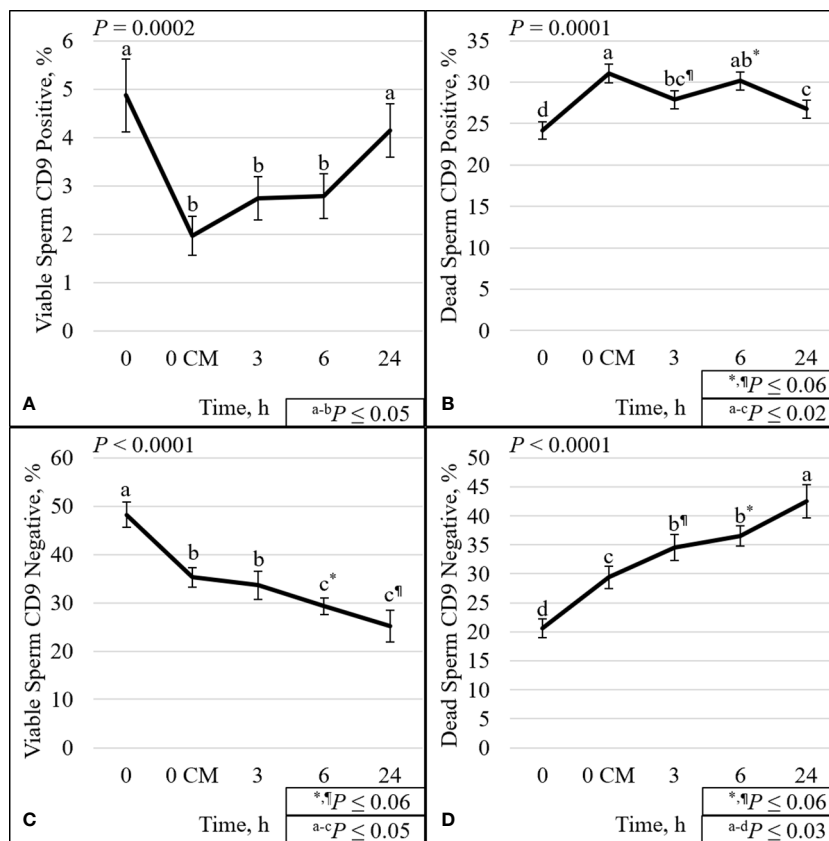 P = 0.0002
Viable Sperm CD9 Positive, %
6
5
4
3
2
1
0
a
b
b
b
a
0
0 CM
3
6
24
Time, h
A
a-bP ≤ 0.05
P = 0.0001
Dead Sperm CD9 Positive, %
35
30
25
20
15
10
5
0
d
a
bc¶
ab*
c
0
0 CM
3
6
24
Time, h
B
*,¶P ≤ 0.06
a-cP ≤ 0.02
P < 0.0001
Viable Sperm CD9 Negative, %
60
50
40
30
20
10
0
a
b
b
c*
c¶
0
0 CM
3
6
24
Time, h
C
*,¶P ≤ 0.06
a-cP ≤ 0.05
P < 0.0001
Dead Sperm CD9 Negative, %
50
45
40
35
30
25
20
15
10
5
0
d
c
b¶
b*
a
0
0 CM
3
6
24
Time, h
D
*,¶P ≤ 0.06
a-dP ≤ 0.03